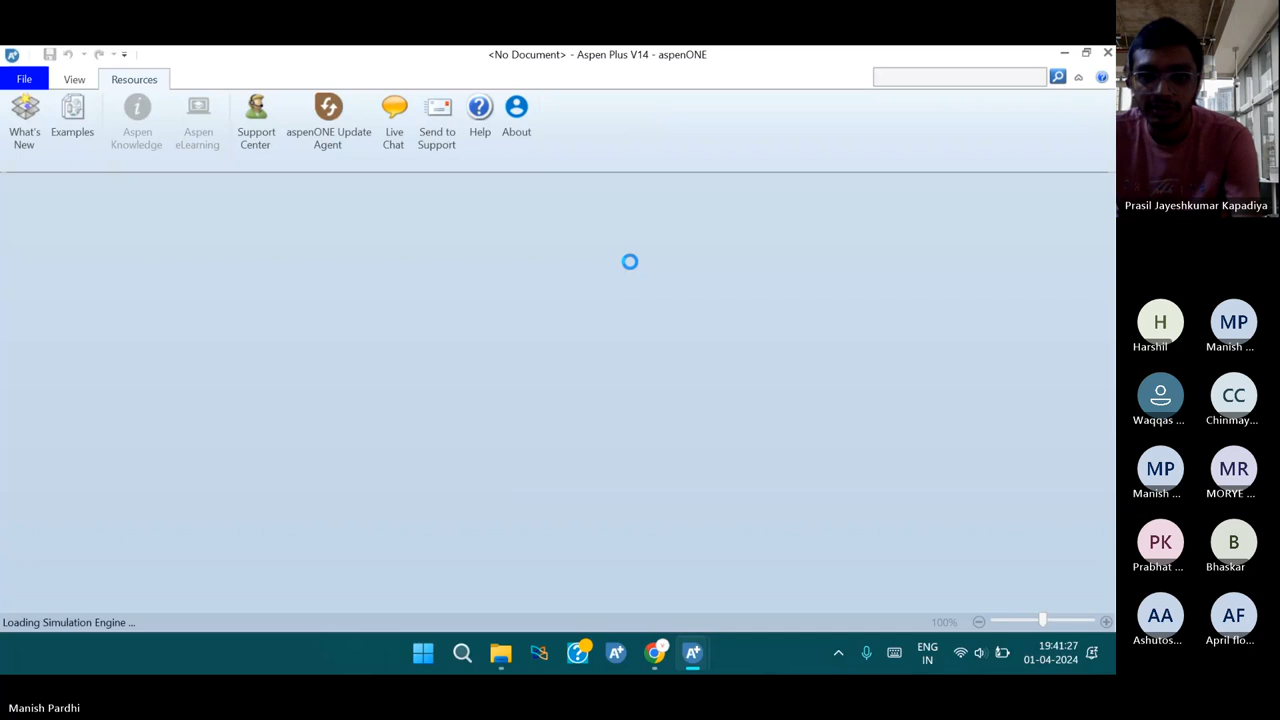 <No Document> - Aspen Plus V14 - aspenONE
File
View
Resources
What's New
Examples
Aspen Knowledge
Aspen eLearning
Support Center
aspenONE Update Agent
Live Chat
Send to Support
Help
About
Loading Simulation Engine ...
100%
ENG
IN
19:41:27
01-04-2024
Manish Pardhi
Prasil Jayeshkumar Kapadiya
H
Harshil
MP
Manish ...
Waqqas ...
CC
Chinmay...
MP
Manish ...
MR
MORYE ...
PK
Prabhat ...
B
Bhaskar
AA
Ashutos...
AF
April flo...